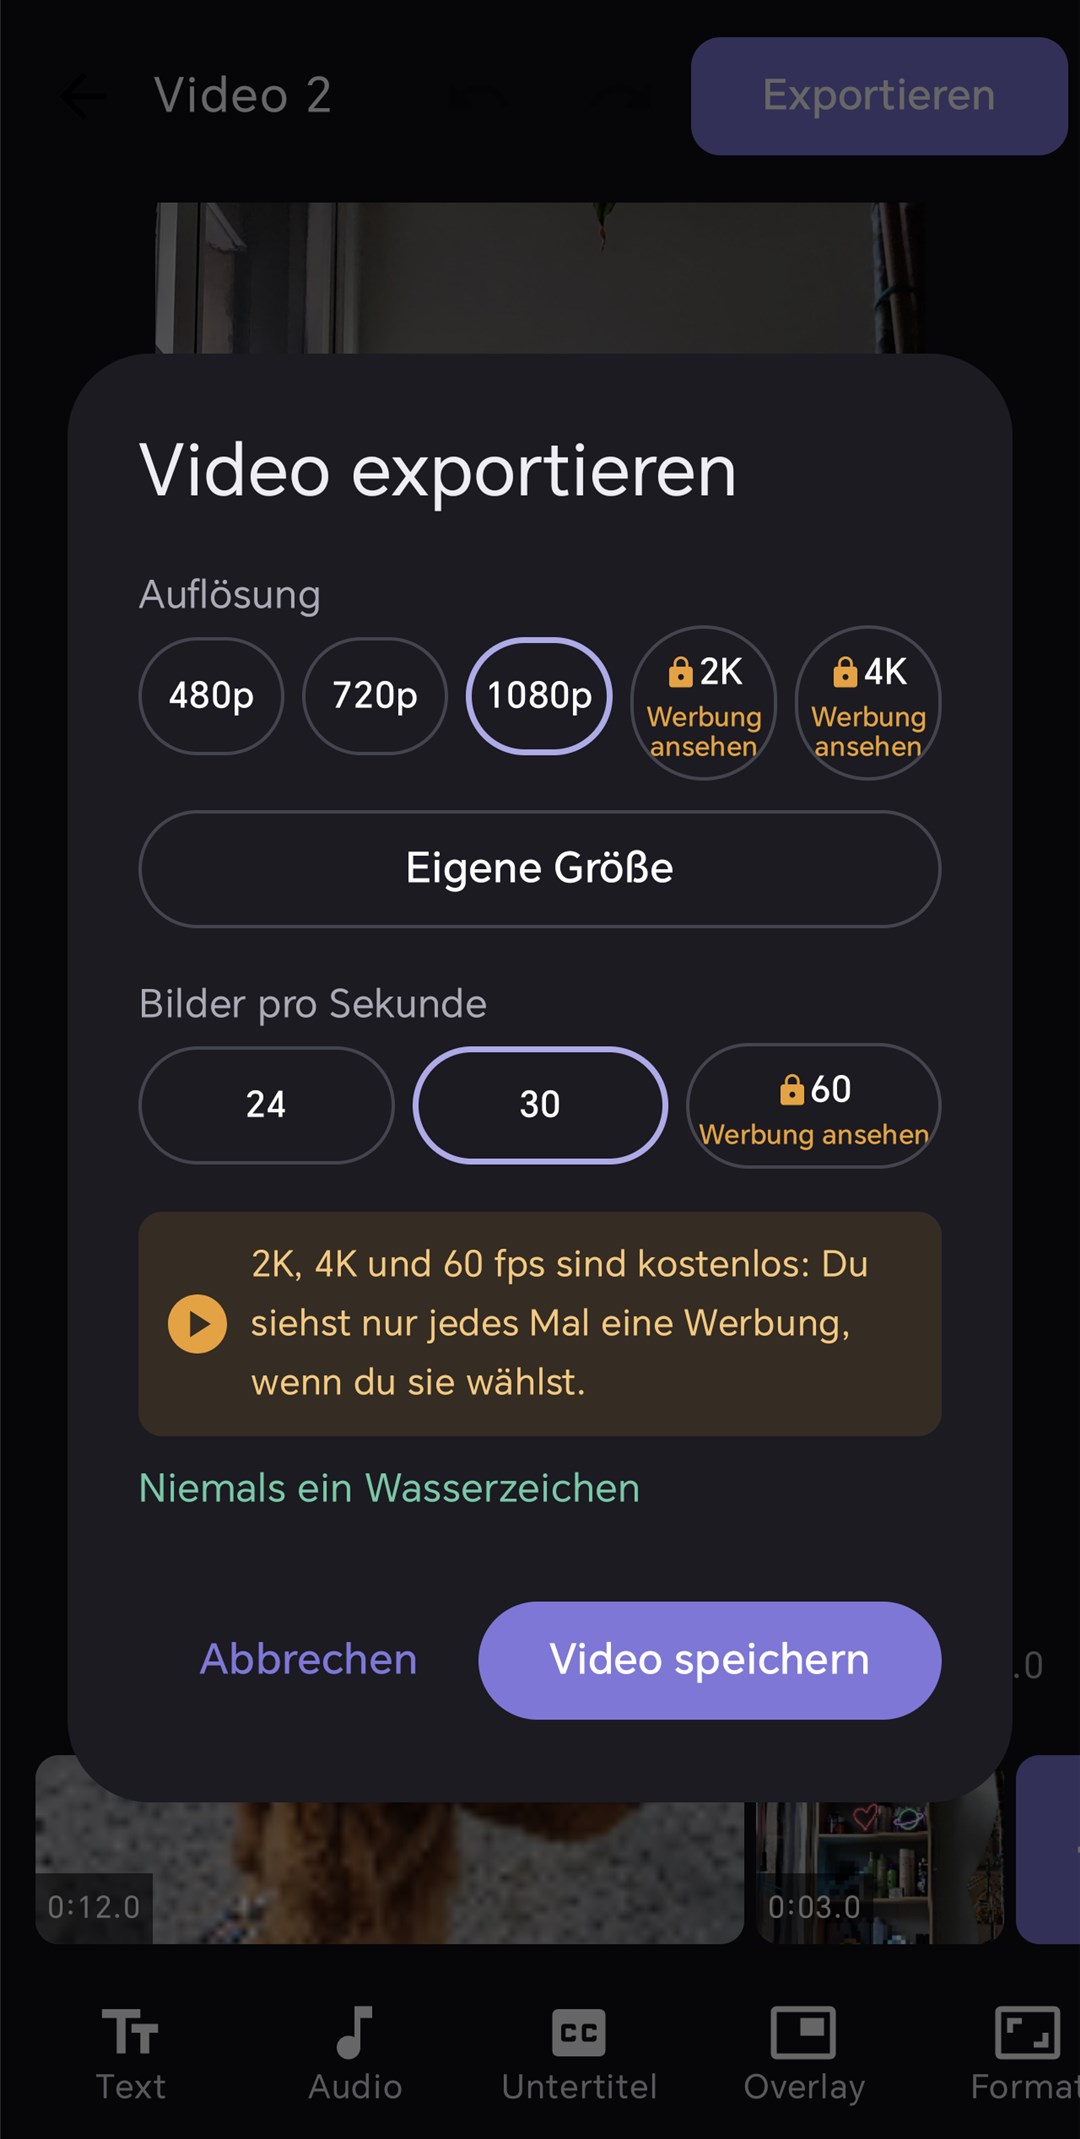 Video 2
Exportieren
Video exportieren
Auflösung
480p
720p
1080p
2K
Werbung
ansehen
4K
Werbung
ansehen
Eigene Größe
Bilder pro Sekunde
24
30
60
Werbung ansehen
2K, 4K und 60 fps sind kostenlos: Du
siehst nur jedes Mal eine Werbung,
wenn du sie wählst.
Niemals ein Wasserzeichen
Abbrechen
Video speichern
.0
0:12.0
0:03.0
Text
Audio
CC
Untertitel
Overlay
Format